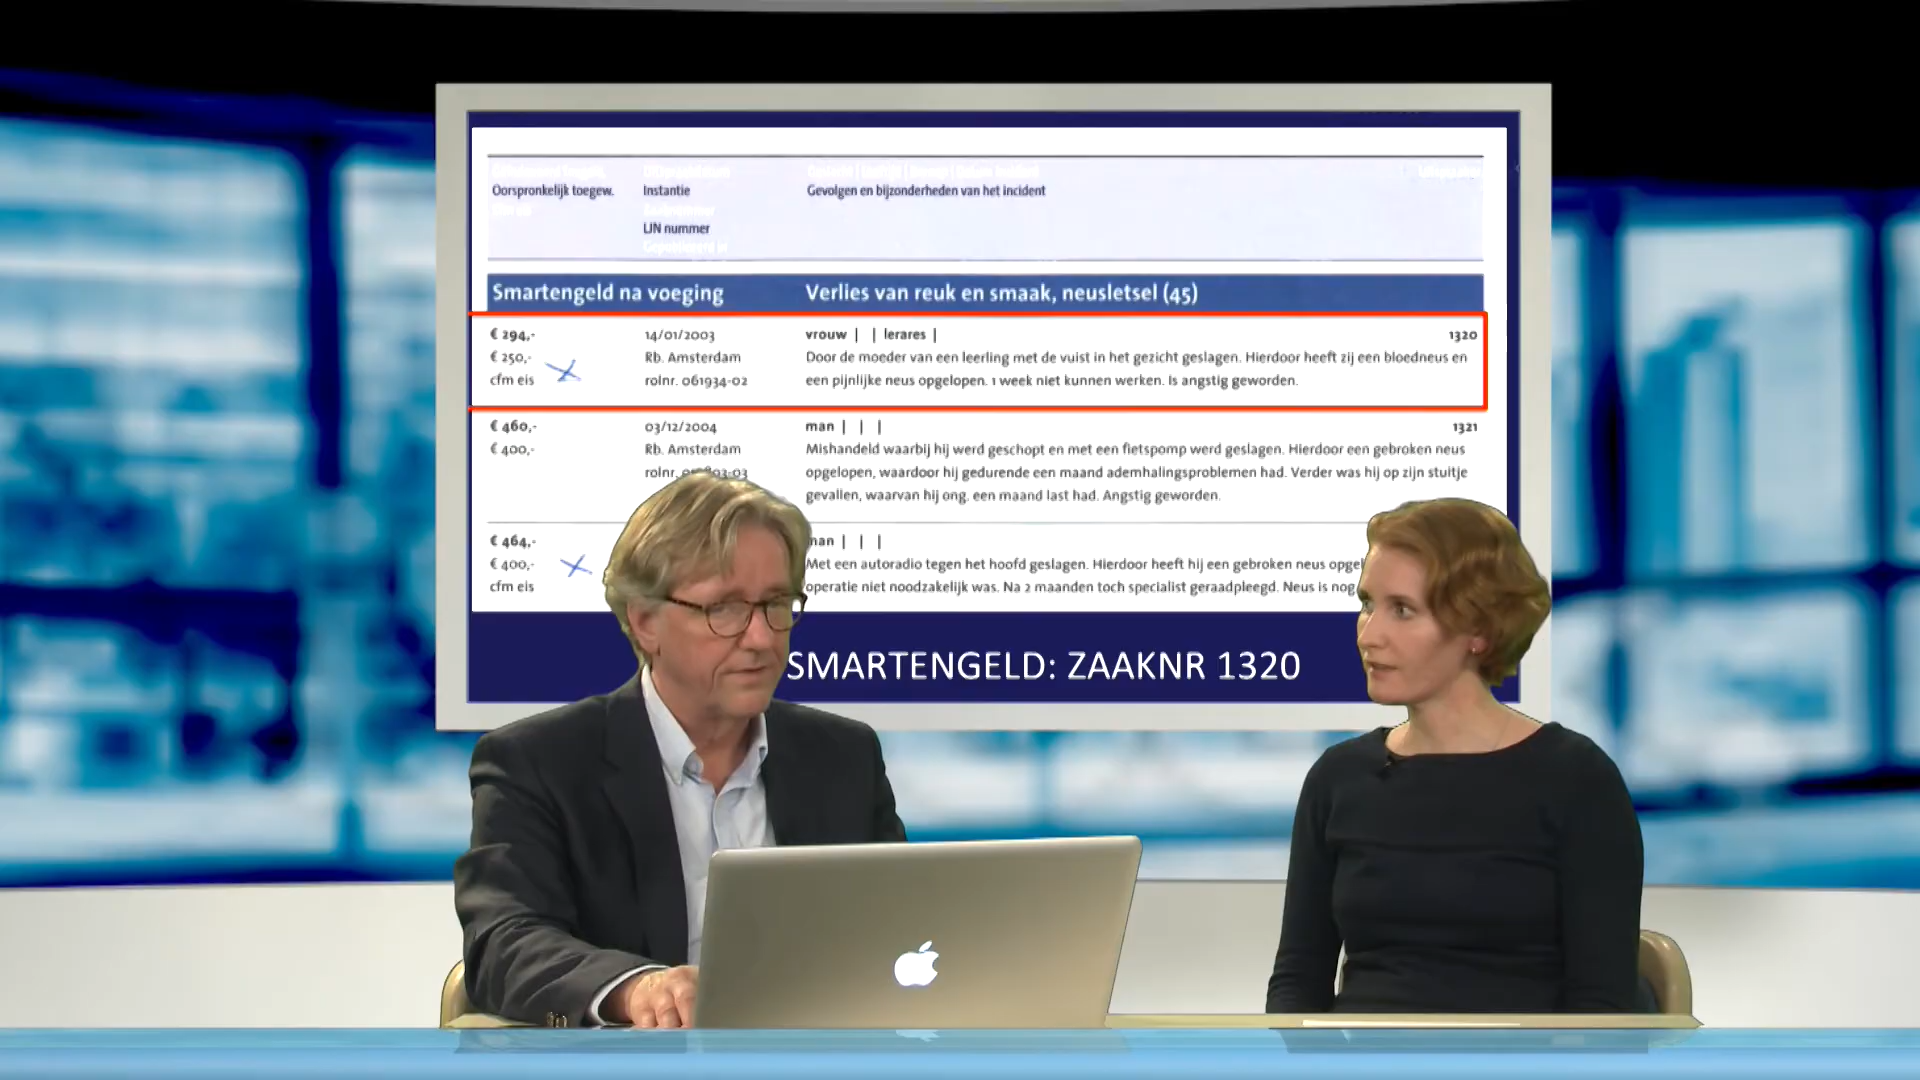 Oorspronkelijk toegew.
Instantie
Gevolgen en bijzonderheden van het incident
LJN nummer
Smartengeld na voeging
Verlies van reuk en smaak, neusletsel (45)
€ 294,-
14/01/2003
vrouw | | lerares |
1320
€ 250,-
Rb. Amsterdam
Door de moeder van een leerling met de vuist in het gezicht geslagen. Hierdoor heeft zij een bloedneus en
cfm eis
rolnr. 061934-02
een pijnlijke neus opgelopen. 1 week niet kunnen werken. Is angstig geworden.
€ 460,-
03/12/2004
man | | |
1321
€ 400,-
Rb. Amsterdam
Mishandeld waarbij hij werd geschopt en met een fietspomp werd geslagen. Hierdoor een gebroken neus
rolnr.
opgelopen, waardoor hij gedurende een maand ademhalingsproblemen had. Verder was hij op zijn stuitje
gevallen, waarvan hij ong. een maand last had. Angstig geworden.
€ 464,-
man | | |
€ 400,-
Met een autoradio tegen het hoofd geslagen. Hierdoor heeft hij een gebroken neus
cfm eis
operatie niet noodzakelijk was. Na 2 maanden toch specialist geraadpleegd. Neus is nog
SMARTENGELD: ZAAKNR 1320